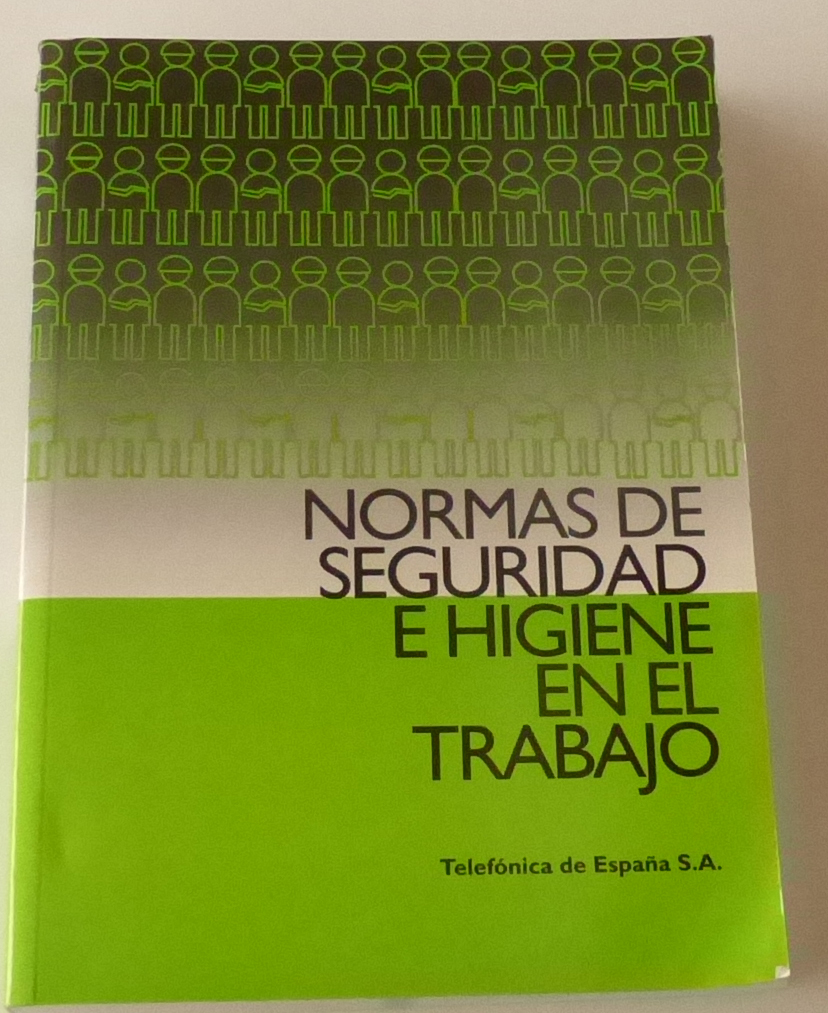 NORMAS DE
SEGURIDAD
E HIGIENE
EN EL
TRABAJO
Telefónica de España S.A.